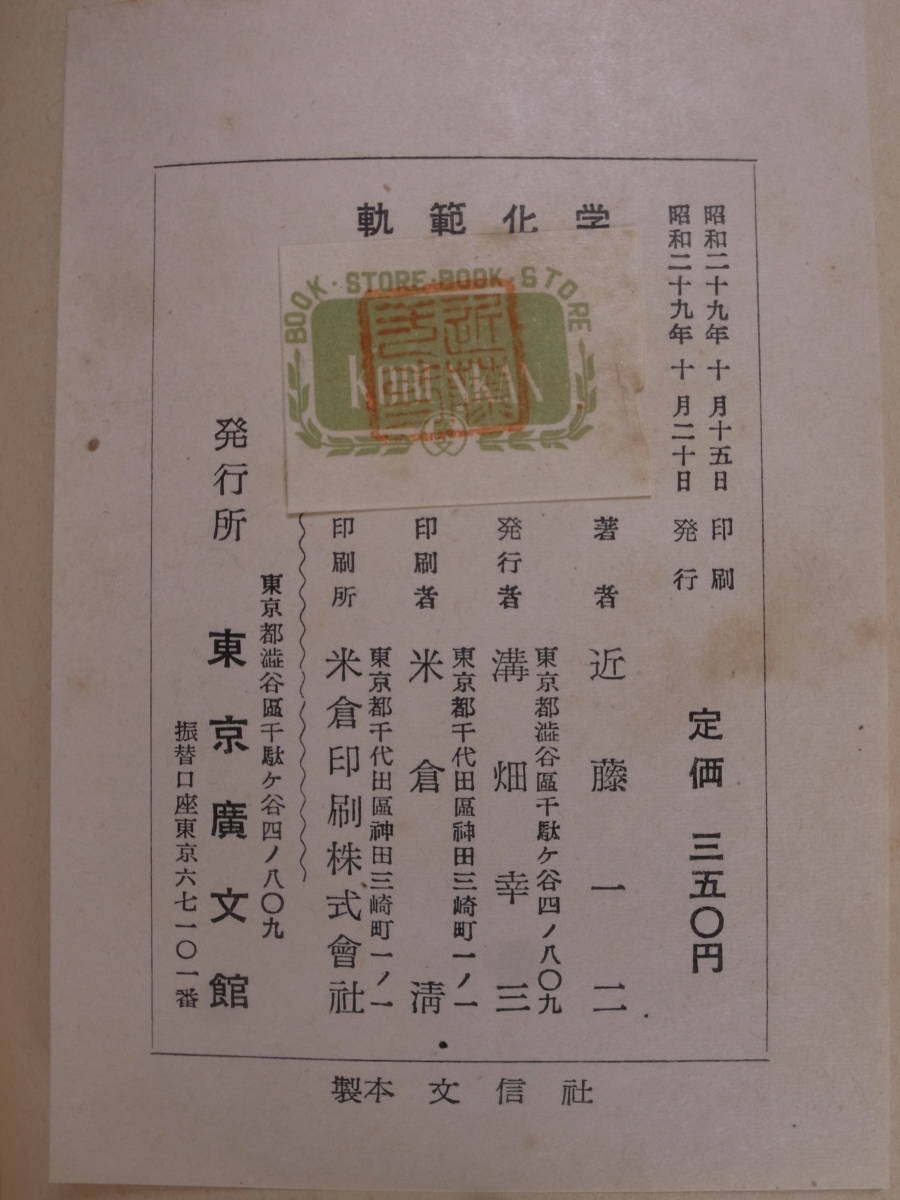 軌範化学
昭和二十九年十月十五日 印刷
昭和二十九年十月二十日 発行
定価 三五〇円
著者 近藤一二
東京都澁谷區千駄ケ谷四ノ八〇九
発行者 溝畑幸三
東京都千代田區神田三崎町一ノ一
印刷者 米倉清
東京都千代田區神田三崎町一ノ一
印刷所 米倉印刷株式會社
東京都澁谷區千駄ケ谷四ノ八〇九
発行所 東京廣文館
振替口座東京六七一〇一番
BOOK・STORE・BOOK・STORE
製本 文信社